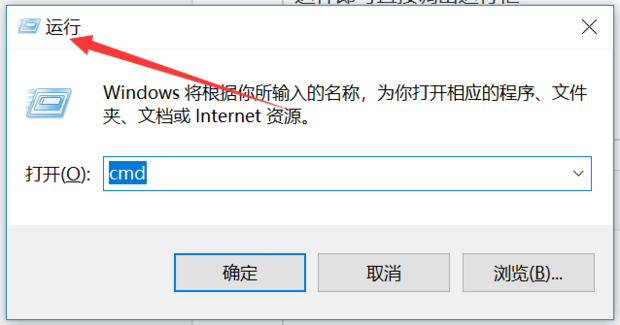 运行
Windows 将根据你所输入的名称，为你打开相应的程序、文件
夹、文档或 Internet 资源。
打开(O):
cmd
确定
取消
浏览(B)...